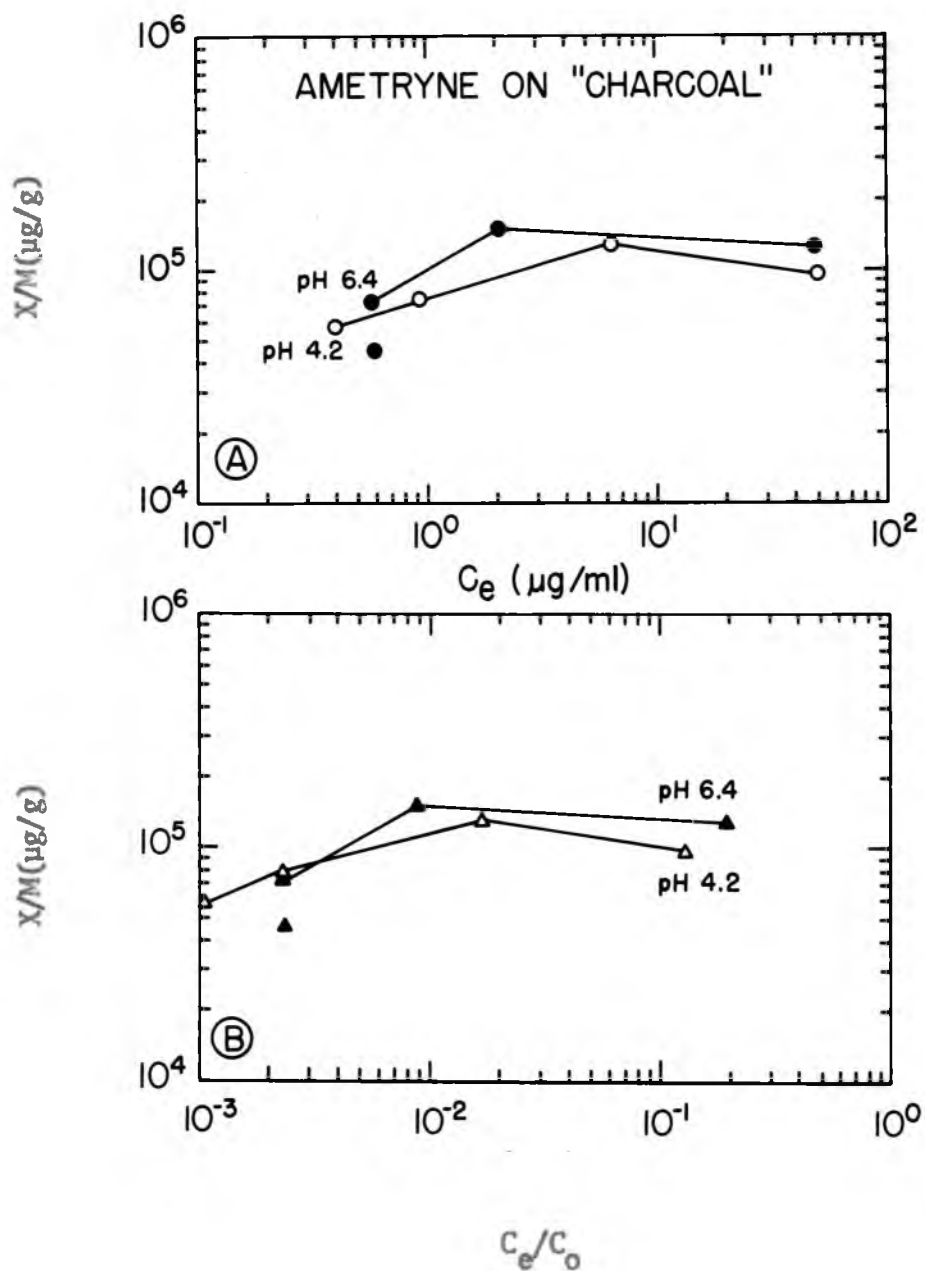 10^6
AMETRYNE ON "CHARCOAL"
X/M(µg/g)
10^5
pH 6.4
pH 4.2
A
10^4
10^-1 10^0 10^1 10^2
C_e (µg/ml)
10^6
X/M(µg/g)
10^5
pH 6.4
pH 4.2
B
10^4
10^-3 10^-2 10^-1 10^0
C_e/C_o